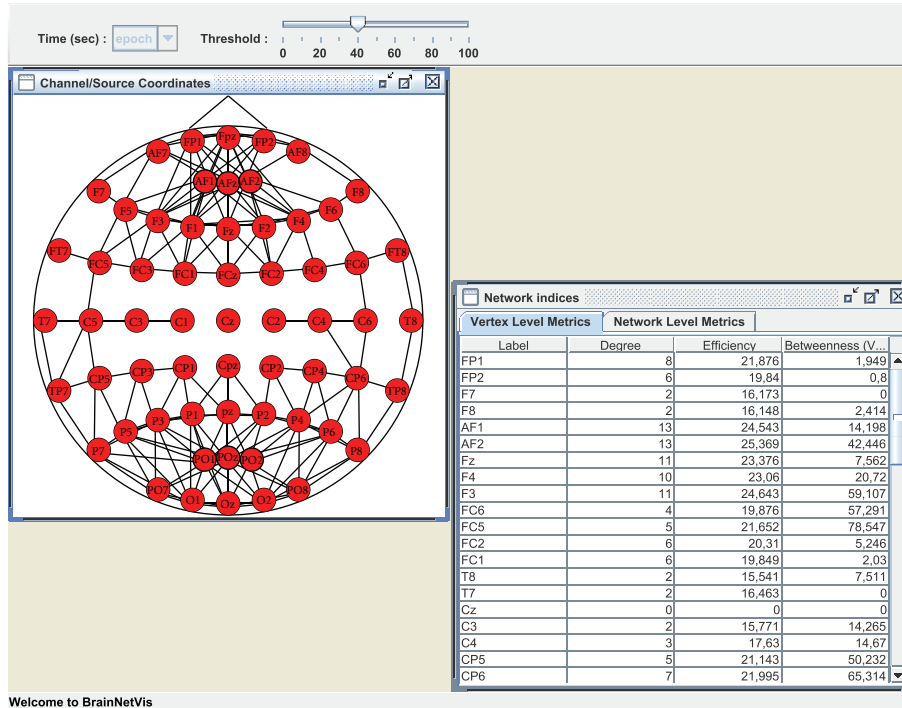 Time (sec) : epoch Threshold :
0 20 40 60 80 100
Channel/Source Coordinates
FP1 Fpz FP2
AF7 AF8
AF1 AFz AF2
F7 F8
F5 F6
F3 F1 Fz F2 F4
FT7 FT8
FC5 FC3 FC1 FCz FC2 FC4 FC6
T7 C5 C3 C1 Cz C2 C4 C6 T8
CP5 CP3 CP1 Cpz CP2 CP4 CP6
TP7 TP8
P5 P3 P1 pz P2 P4 P6
P7 P8
PO1 POz PO2
PO7 PO8
O1 Oz O2
Network indices
Vertex Level Metrics Network Level Metrics
Label Degree Efficiency Betweenness (V...
FP1 8 21,876 1,949
FP2 6 19,84 0,8
F7 2 16,173 0
F8 2 16,148 2,414
AF1 13 24,543 14,198
AF2 13 25,369 42,446
Fz 11 23,376 7,562
F4 10 23,06 20,72
F3 11 24,643 59,107
FC6 4 19,876 57,291
FC5 5 21,652 78,547
FC2 6 20,31 5,246
FC1 6 19,849 2,03
T8 2 15,541 7,511
T7 2 16,463 0
Cz 0 0 0
C3 2 15,771 14,265
C4 3 17,63 14,67
CP5 5 21,143 50,232
CP6 7 21,995 65,314
Welcome to BrainNetVis